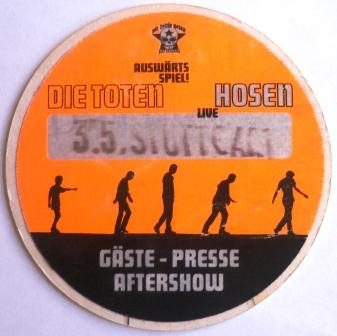 AUSWÄRTS
SPIEL!
DIE TOTEN HOSEN
LIVE
3.5. STUTTGART
GÄSTE - PRESSE
AFTERSHOW